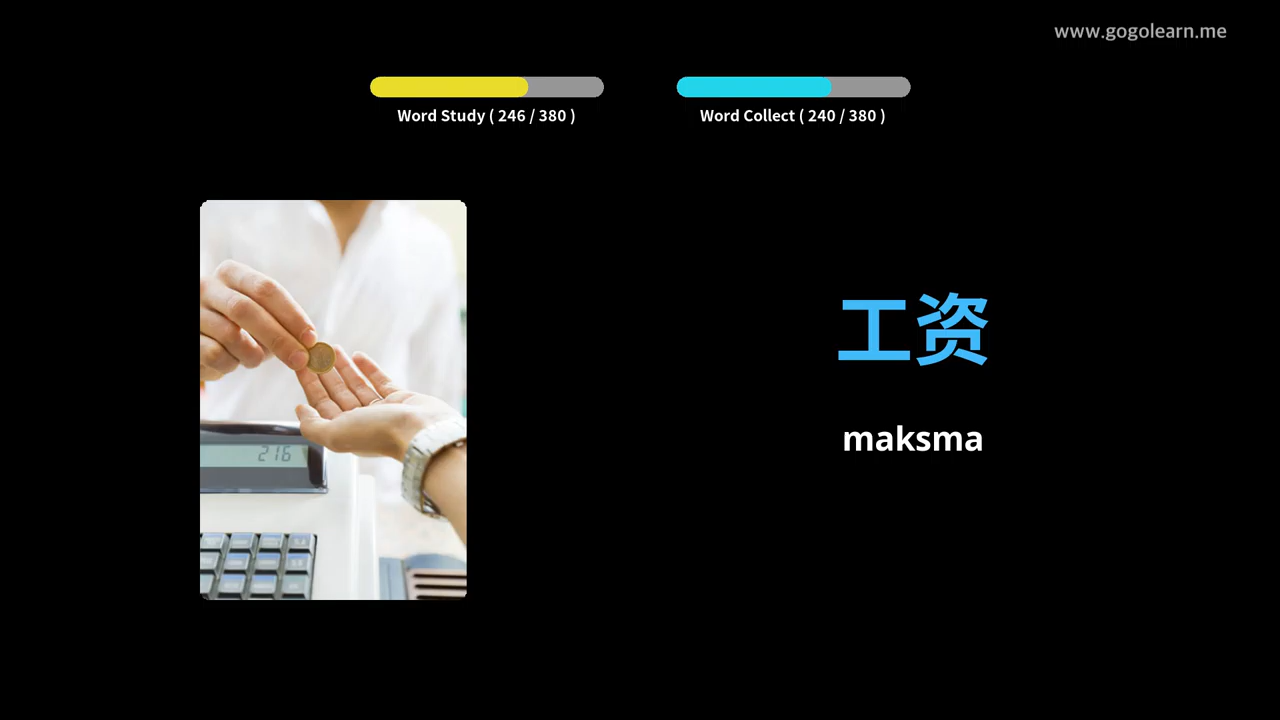 www.gogolearn.me
Word Study ( 246 / 380 )
Word Collect ( 240 / 380 )
216
工资
maksma